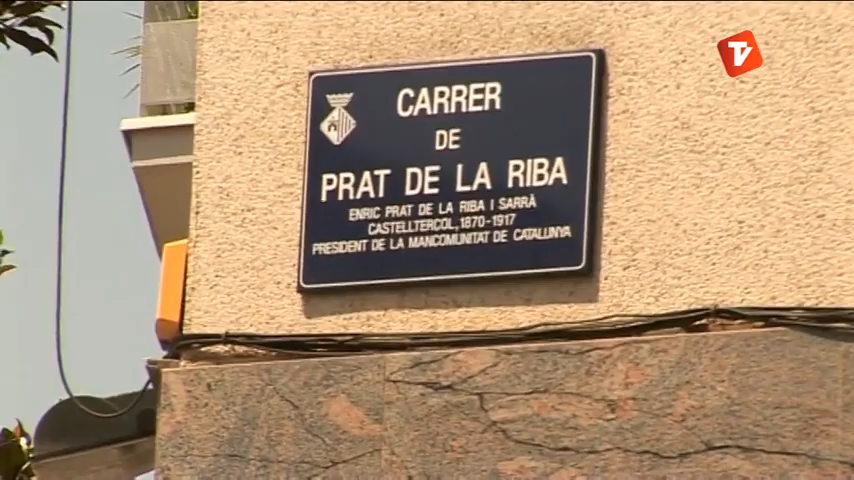 CARRER
DE
PRAT DE LA RIBA
ENRIC PRAT DE LA RIBA I SARRÀ
CASTELLTERCOL, 1870-1917
PRESIDENT DE LA MANCOMUNITAT DE CATALUNYA
TV